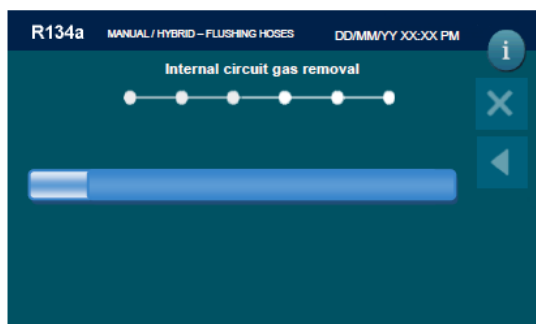 R134a MANUAL / HYBRID – FLUSHING HOSES DD/MM/YY XX:XX PM
i
Internal circuit gas removal